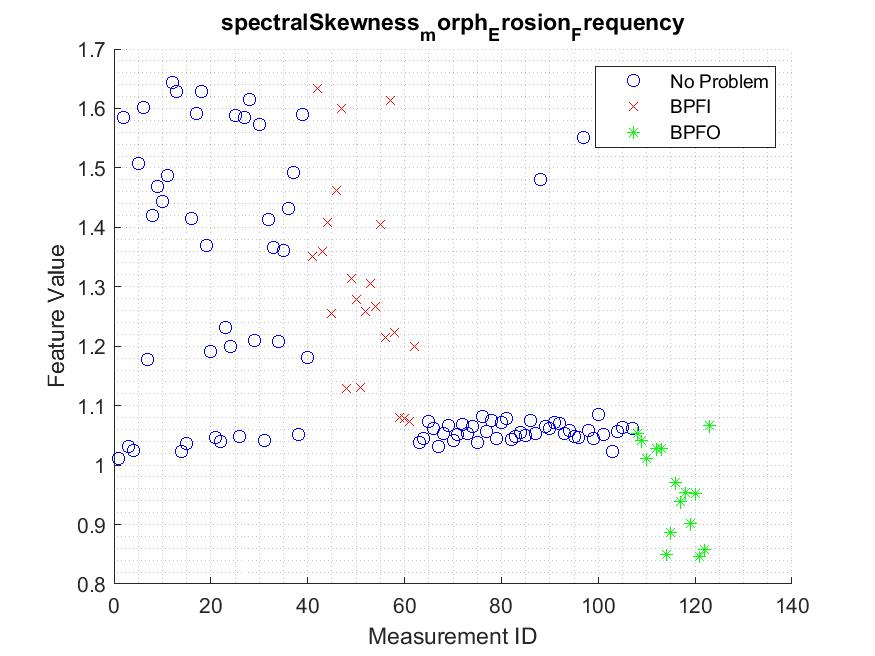 spectralSkewness_morph_Erosion_Frequency
1.7
1.6
1.5
1.4
1.3
1.2
1.1
1
0.9
0.8
Feature Value
No Problem
BPFI
BPFO
0 20 40 60 80 100 120 140
Measurement ID